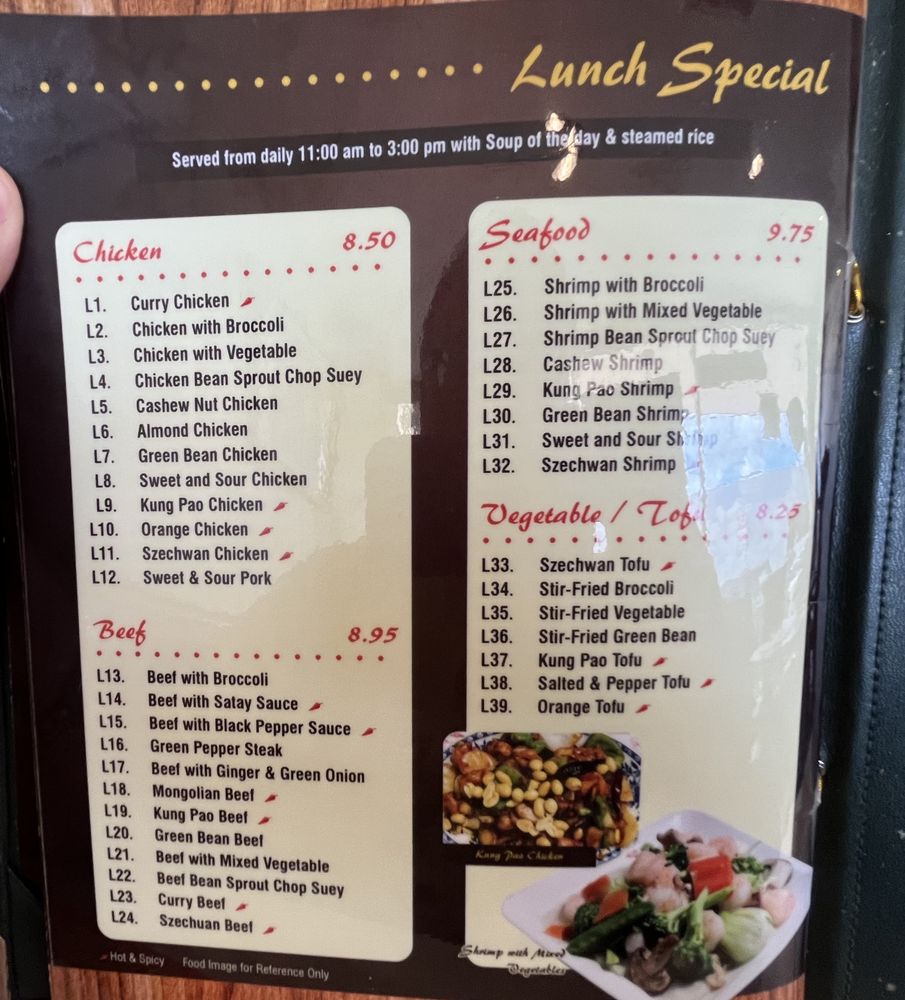 Lunch Special
Served from daily 11:00 am to 3:00 pm with Soup of the day & steamed rice
Chicken 8.50
L1. Curry Chicken
L2. Chicken with Broccoli
L3. Chicken with Vegetable
L4. Chicken Bean Sprout Chop Suey
L5. Cashew Nut Chicken
L6. Almond Chicken
L7. Green Bean Chicken
L8. Sweet and Sour Chicken
L9. Kung Pao Chicken
L10. Orange Chicken
L11. Szechwan Chicken
L12. Sweet & Sour Pork
Beef 8.95
L13. Beef with Broccoli
L14. Beef with Satay Sauce
L15. Beef with Black Pepper Sauce
L16. Green Pepper Steak
L17. Beef with Ginger & Green Onion
L18. Mongolian Beef
L19. Kung Pao Beef
L20. Green Bean Beef
L21. Beef with Mixed Vegetable
L22. Beef Bean Sprout Chop Suey
L23. Curry Beef
L24. Szechuan Beef
Hot & Spicy Food Image for Reference Only
Seafood 9.75
L25. Shrimp with Broccoli
L26. Shrimp with Mixed Vegetable
L27. Shrimp Bean Sprout Chop Suey
L28. Cashew Shrimp
L29. Kung Pao Shrimp
L30. Green Bean Shrimp
L31. Sweet and Sour Shrimp
L32. Szechwan Shrimp
Vegetable / Tofu 8.25
L33. Szechwan Tofu
L34. Stir-Fried Broccoli
L35. Stir-Fried Vegetable
L36. Stir-Fried Green Bean
L37. Kung Pao Tofu
L38. Salted & Pepper Tofu
L39. Orange Tofu
Kung Pao Chicken
Shrimp with Mixed
Vegetables